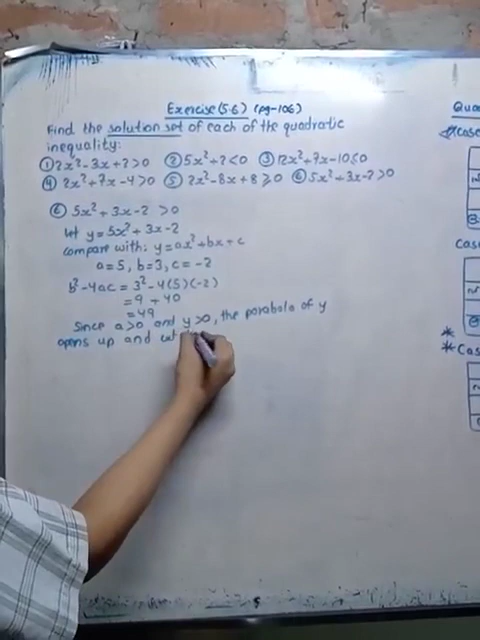 Exercise(5.6) (pg-106)
Find the solution set of each of the quadratic
inequality:
① 2x²-3x+2>0 ② 5x²+2<0 ③ 12x²+7x-10≤0
④ 2x²+7x-4>0 ⑤ 2x²-8x+8≥0 ⑥ 5x²+3x-2>0
⑥ 5x²+3x-2 >0
let y=5x²+3x-2
compare with: y=ax²+bx+c
a=5, b=3, c=-2
b²-4ac = 3²-4(5)(-2)
= 9 + 40
= 49
Since a>0 and y>0, the parabola of y
opens up and cut
Case
* Cas